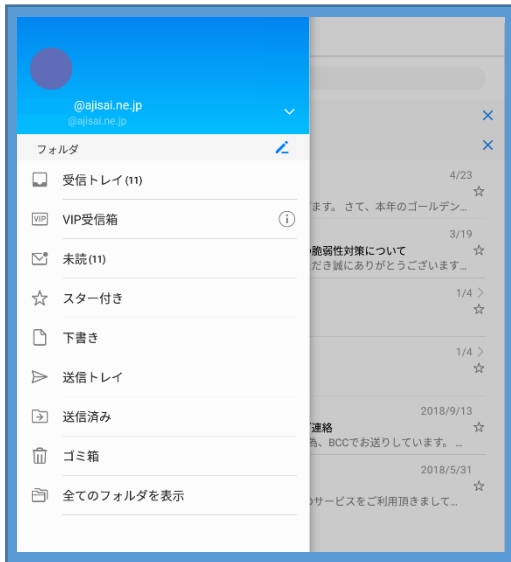 @ajisai.ne.jp
@ajisai.ne.jp
フォルダ
受信トレイ(11)
VIP VIP受信箱
未読(11)
スター付き
下書き
送信トレイ
送信済み
ゴミ箱
全てのフォルダを表示
4/23
ます。 さて、本年のゴールデン...
3/19
脆弱性対策について
だき誠にありがとうございます...
1/4
1/4
2018/9/13
連絡
為、BCCでお送りしています。 ...
2018/5/31
サービスをご利用頂きまして...